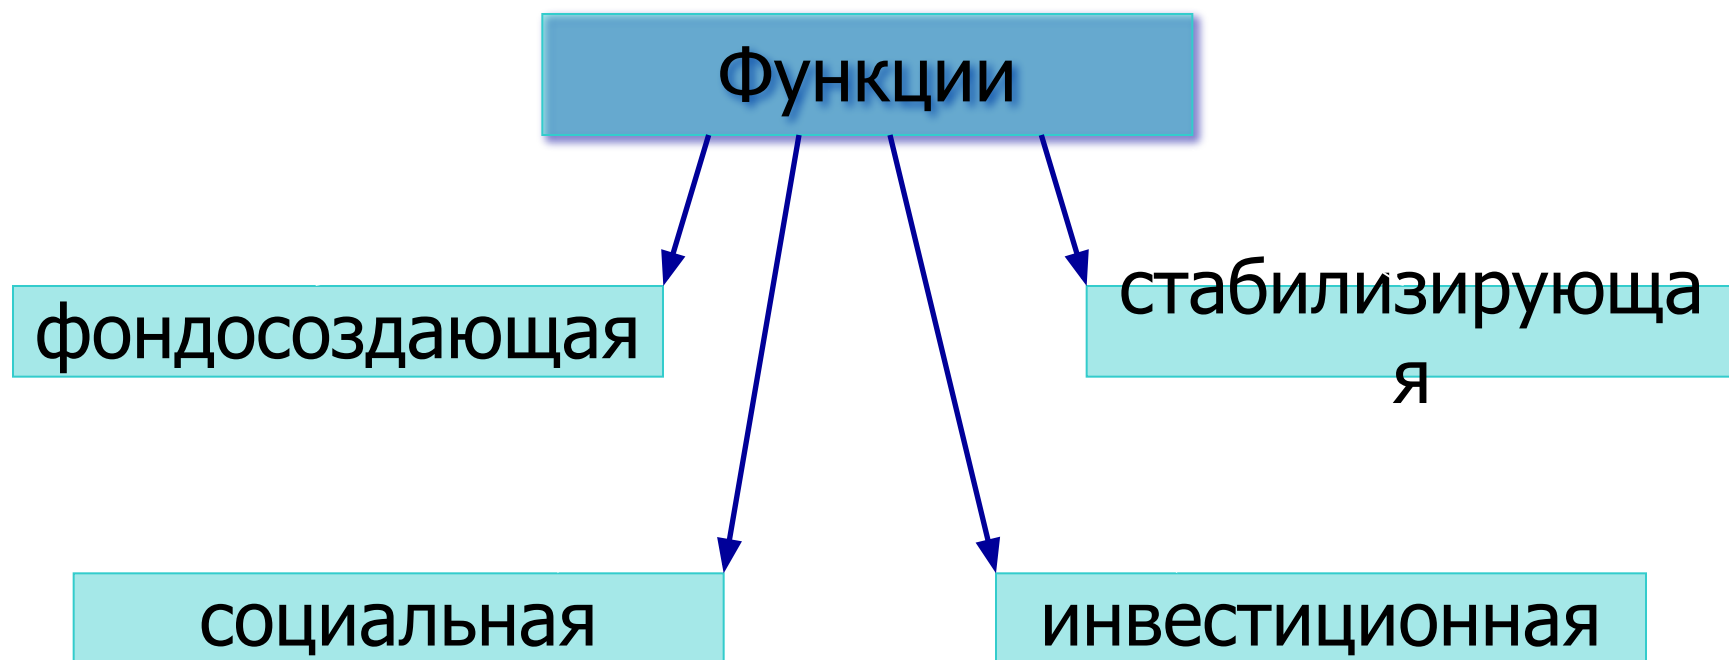 Функции
фондосоздающая
стабилизирующа
я
социальная
инвестиционная